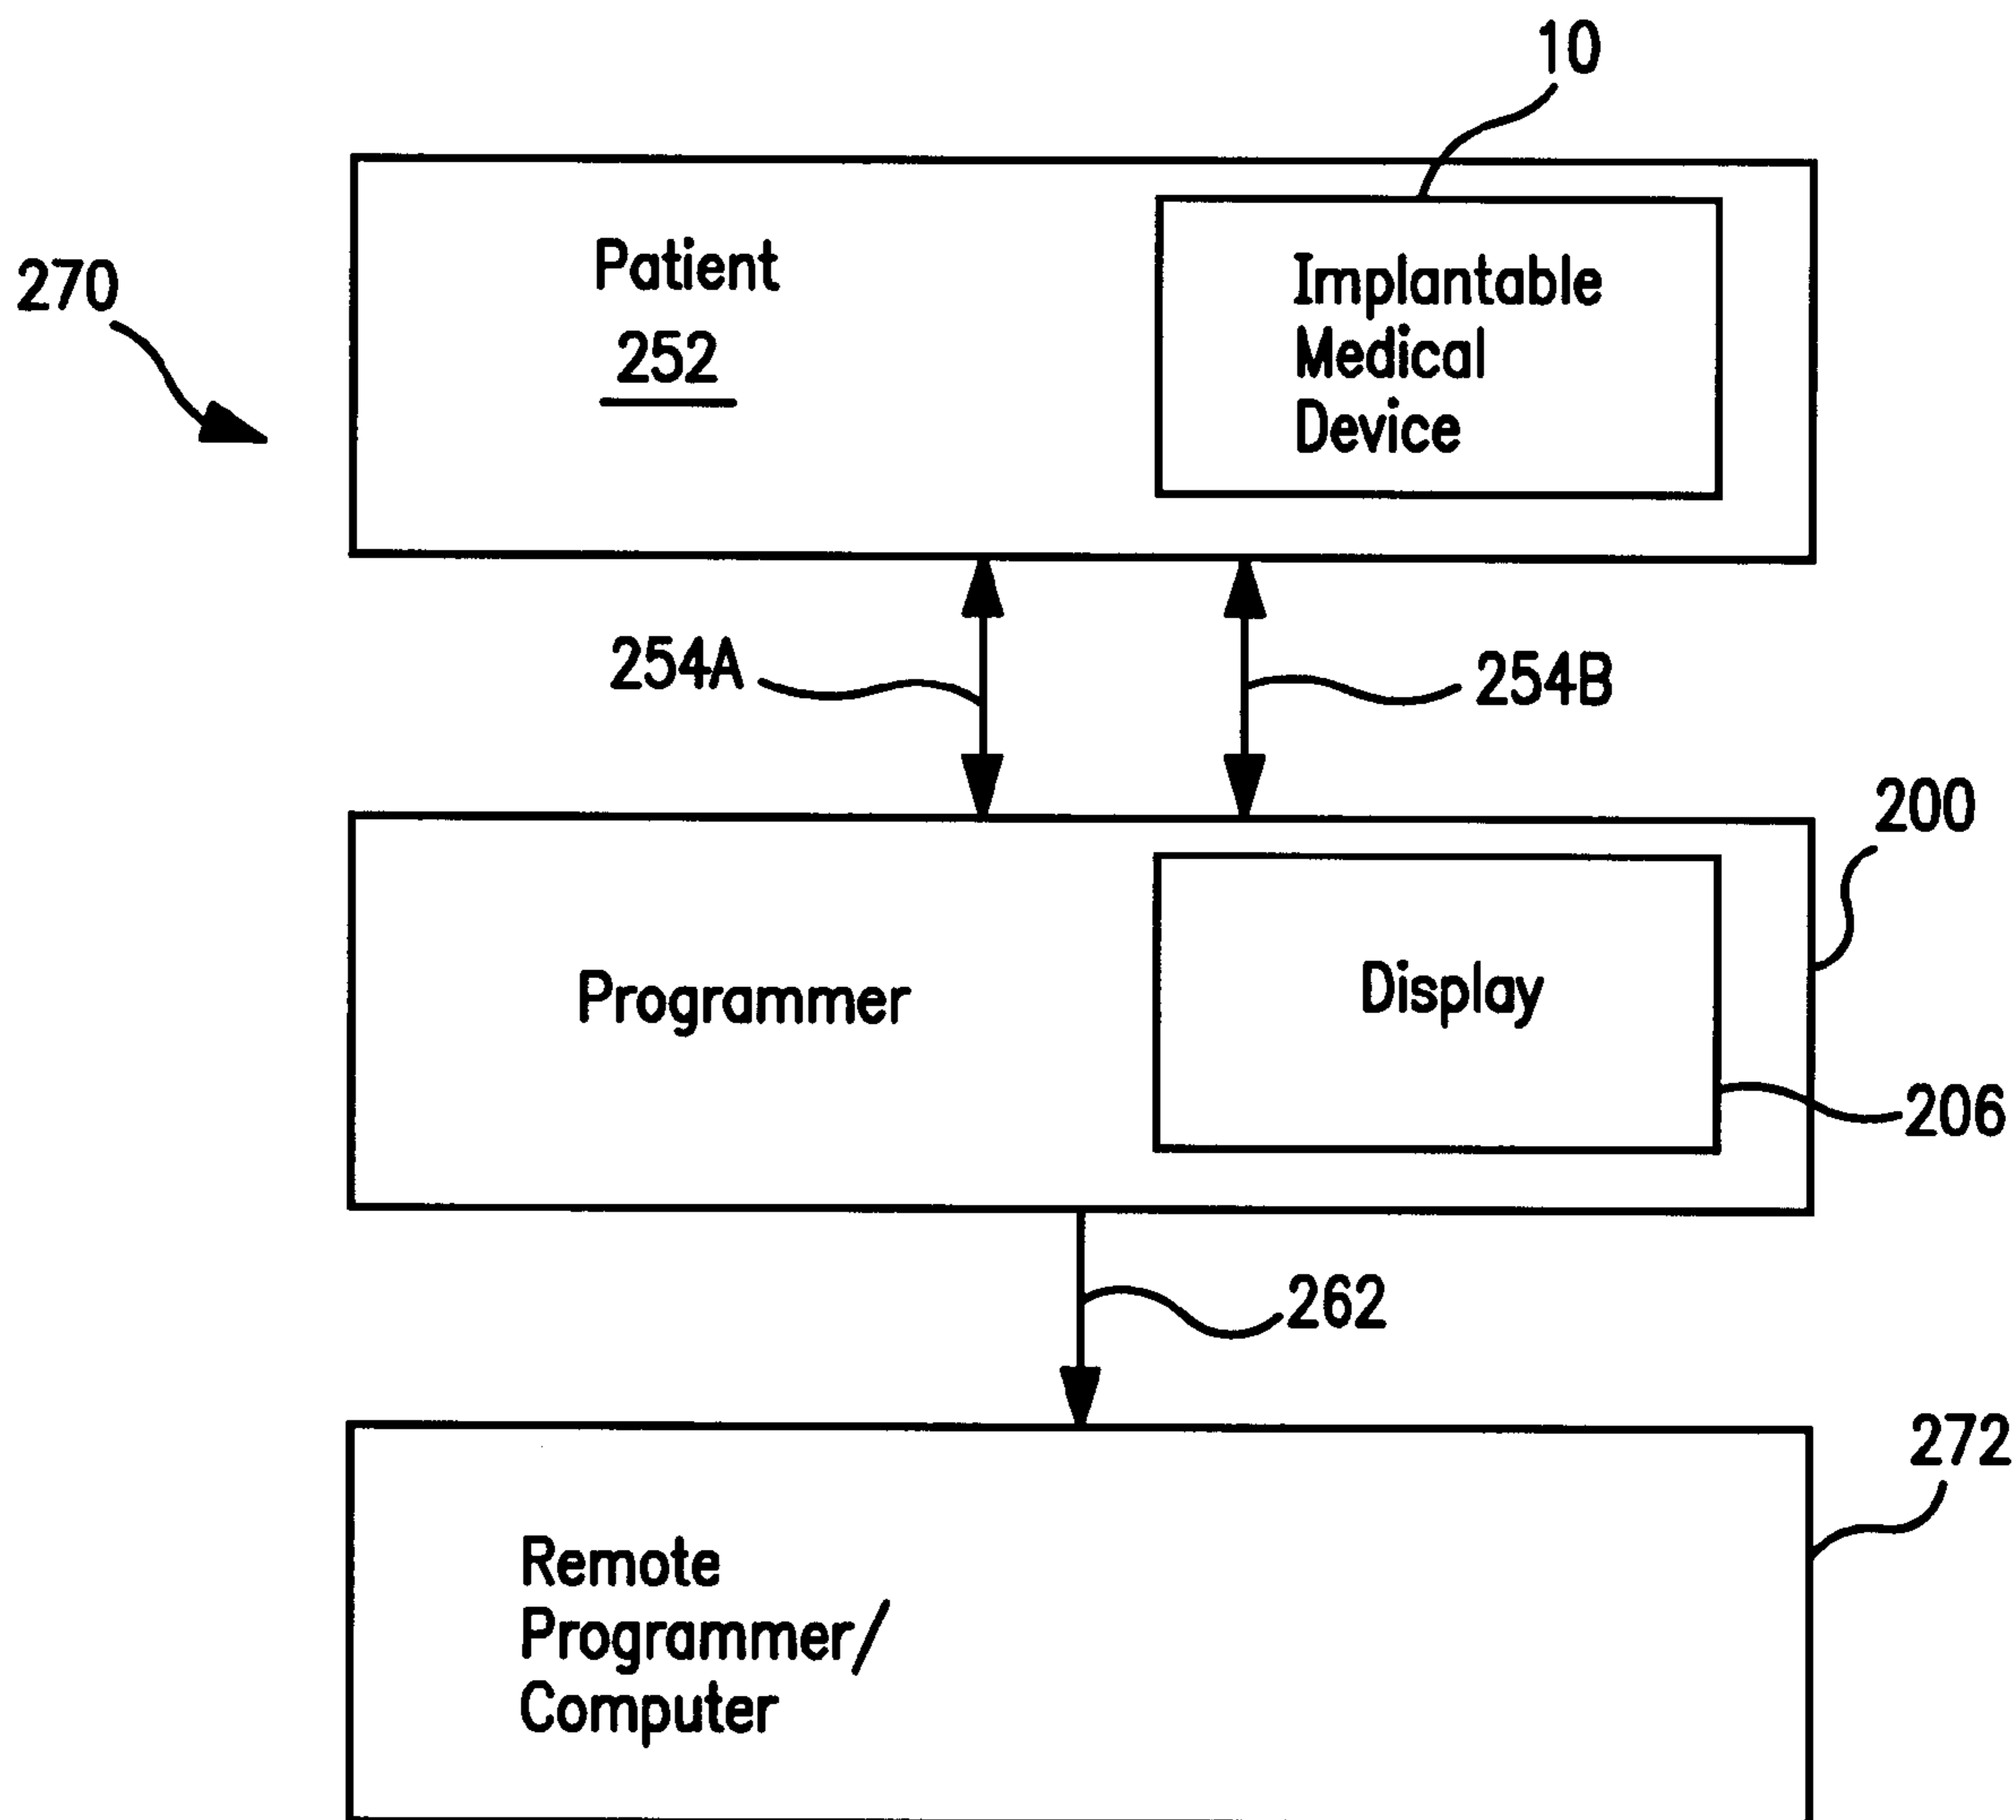 10
270
Patient
252
Implantable
Medical
Device
254A
254B
200
Programmer
Display
206
262
272
Remote
Programmer/
Computer